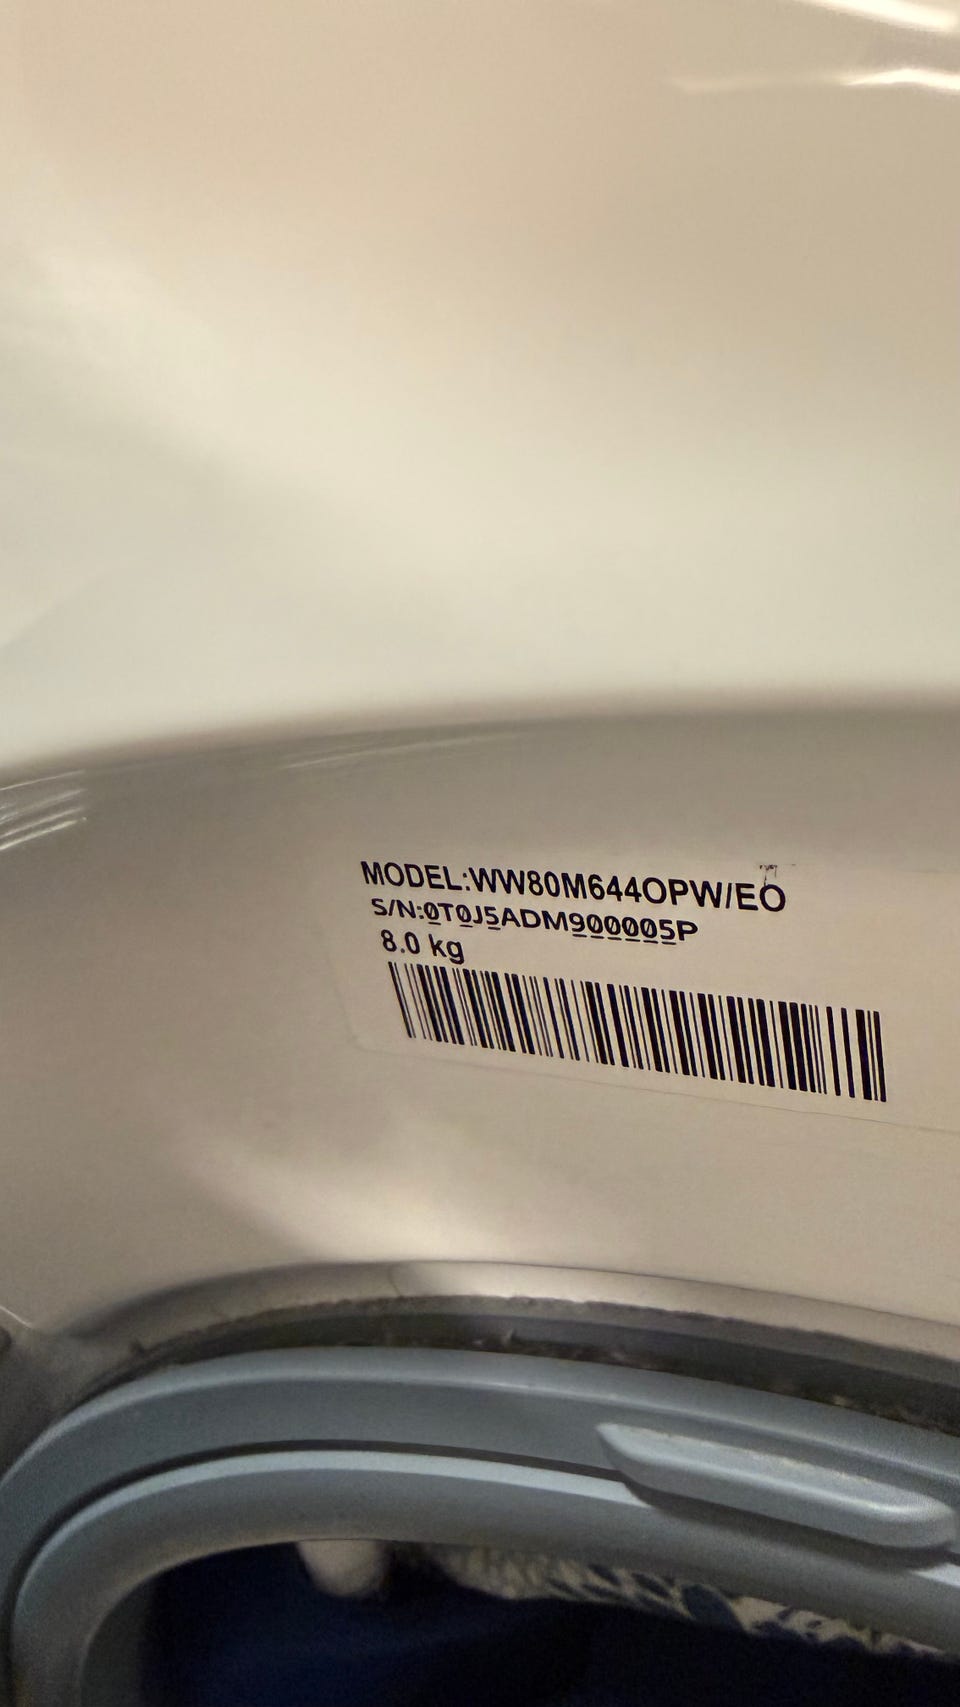 MODEL:WW80M644OPW/EO
S/N:0T0J5ADM900005P
8.0 kg